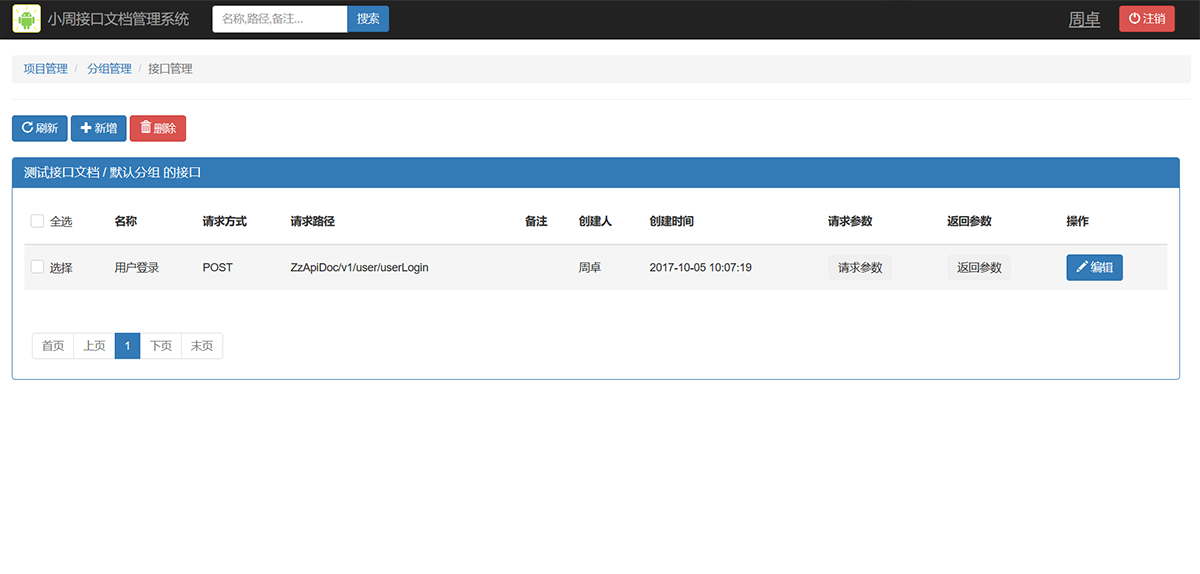 小周接口文档管理系统 名称,路径,备注... 搜索 周卓 注销
项目管理 / 分组管理 / 接口管理
刷新 新增 删除
测试接口文档 / 默认分组 的接口
全选 名称 请求方式 请求路径 备注 创建人 创建时间 请求参数 返回参数 操作
选择 用户登录 POST ZzApiDoc/v1/user/userLogin 周卓 2017-10-05 10:07:19 请求参数 返回参数 编辑
首页 上页 1 下页 末页